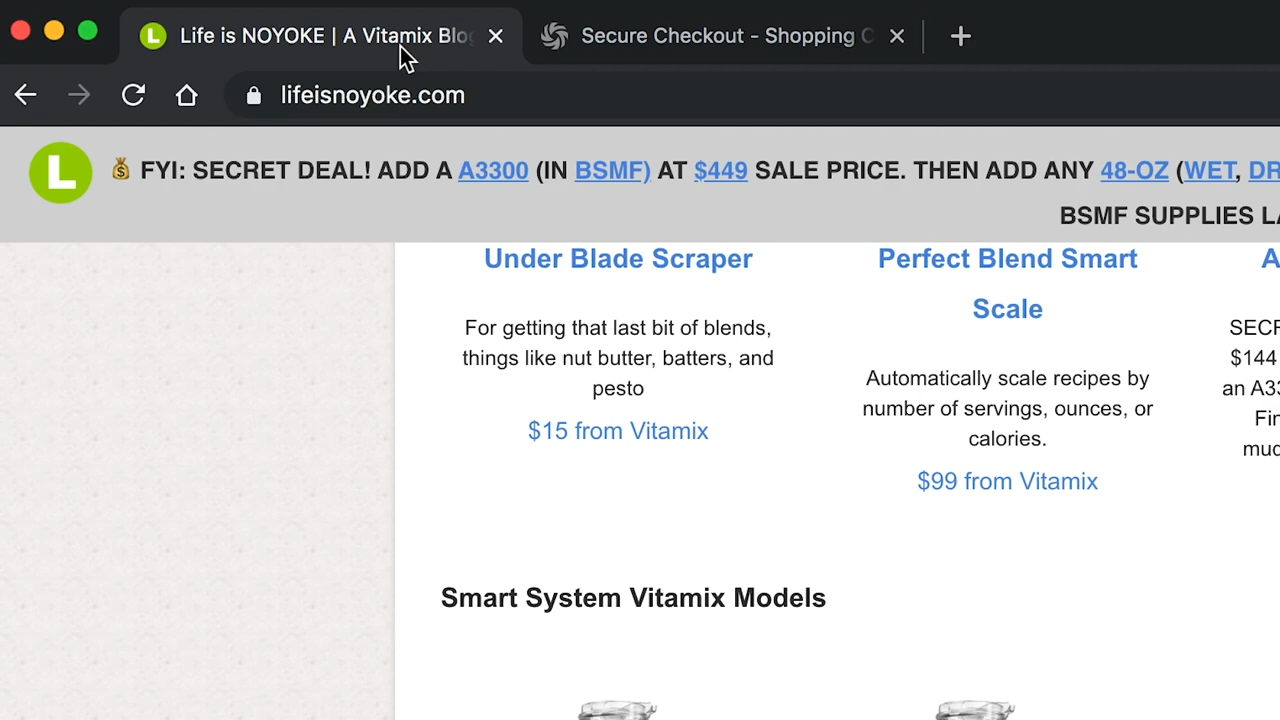 Life is NOYOKE | A Vitamix Blog
Secure Checkout - Shopping C
lifeisnoyoke.com
L
💰 FYI: SECRET DEAL! ADD A A3300 (IN BSMF) AT $449 SALE PRICE. THEN ADD ANY 48-OZ (WET, DR
BSMF SUPPLIES LA
Under Blade Scraper
For getting that last bit of blends,
things like nut butter, batters, and
pesto
$15 from Vitamix
Perfect Blend Smart
Scale
Automatically scale recipes by
number of servings, ounces, or
calories.
$99 from Vitamix
A
SECR
$144
an A33
Fin
mud
Smart System Vitamix Models